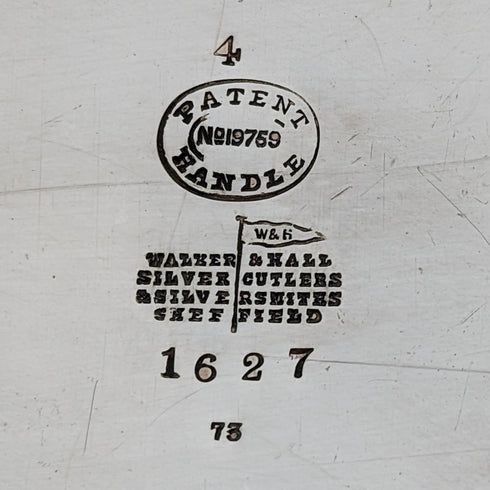 4
PATENT
No19759
HANDLE
W&H
WALKER & HALL
SILVER CUTLERS
& SILVERSMITHS
SHEFFIELD
1627
73